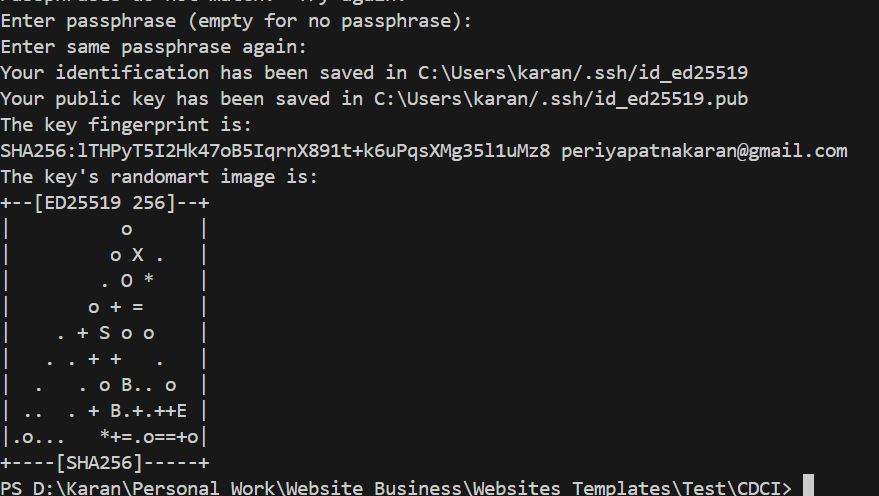 Enter passphrase (empty for no passphrase):
Enter same passphrase again:
Your identification has been saved in C:\Users\karan/.ssh/id_ed25519
Your public key has been saved in C:\Users\karan/.ssh/id_ed25519.pub
The key fingerprint is:
SHA256:lTHPyT5I2Hk47oB5IqrnX891t+k6uPqsXMg35l1uMz8 periyapatnakaran@gmail.com
The key's randomart image is:
+--[ED25519 256]--+
|          o      |
|         o X .   |
|        . O *    |
|       o + =     |
|    . + S o o    |
|   . . + +   .   |
|  .   . o B.. o  |
| ..  . + B.+.++E |
|.o...   *+=.o==+o|
+----[SHA256]-----+
PS D:\Karan\Personal Work\Website Business\Websites Templates\Test\CDCI>